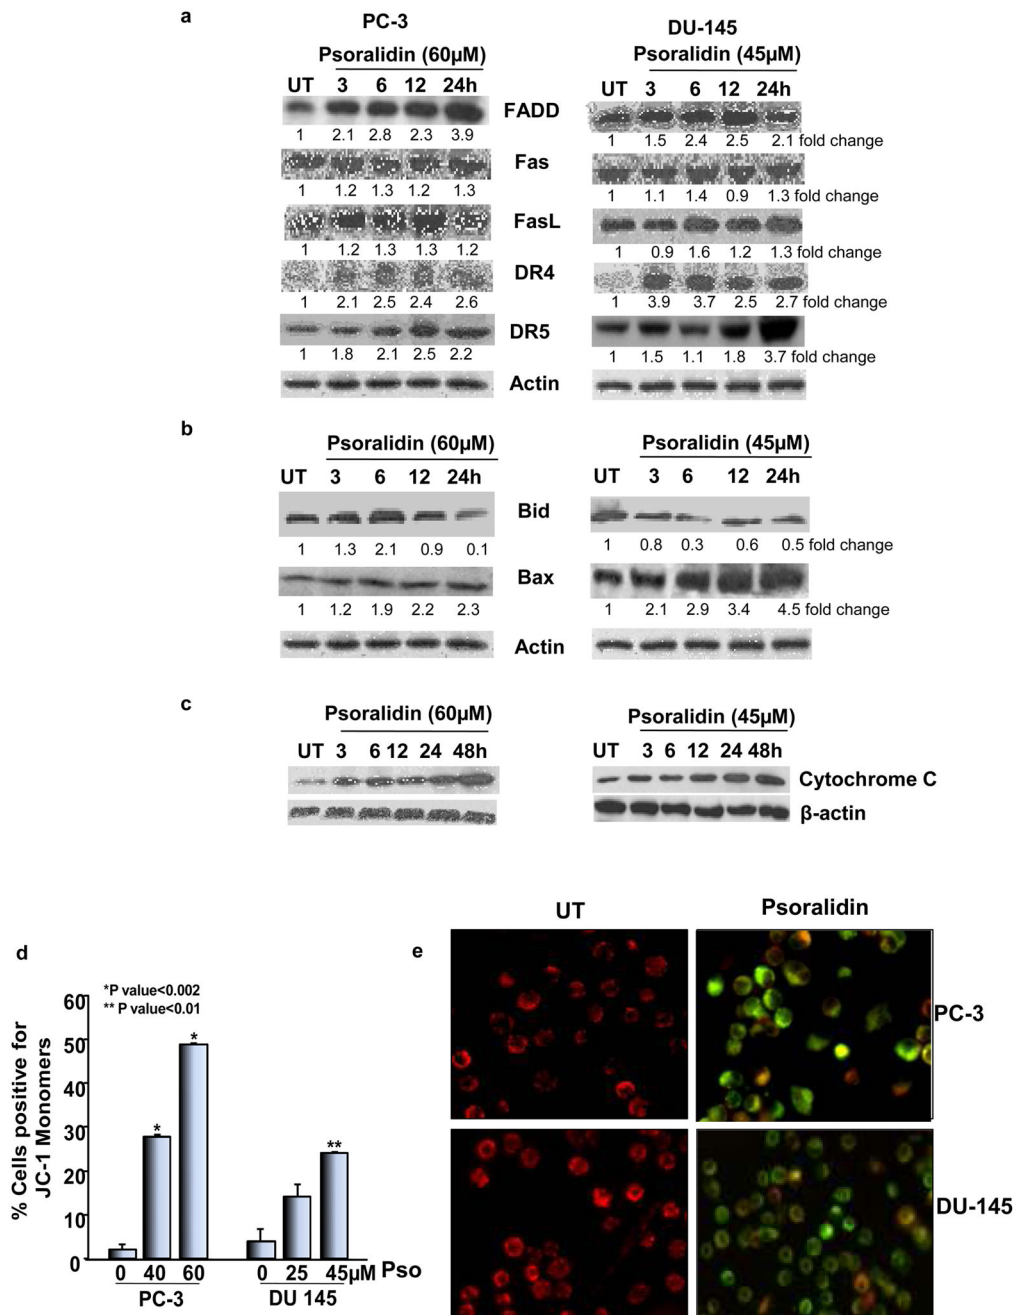 a
PC-3
DU-145
Psoralidin (60µM)
Psoralidin (45µM)
UT 3 6 12 24h
UT 3 6 12 24h
FADD
1 2.1 2.8 2.3 3.9
1 1.5 2.4 2.5 2.1 fold change
Fas
1 1.2 1.3 1.2 1.3
1 1.1 1.4 0.9 1.3 fold change
FasL
1 1.2 1.3 1.3 1.2
1 0.9 1.6 1.2 1.3 fold change
DR4
1 2.1 2.5 2.4 2.6
1 3.9 3.7 2.5 2.7 fold change
DR5
1 1.8 2.1 2.5 2.2
1 1.5 1.1 1.8 3.7 fold change
Actin
b
Psoralidin (60µM)
Psoralidin (45µM)
UT 3 6 12 24h
UT 3 6 12 24h
Bid
1 1.3 2.1 0.9 0.1
1 0.8 0.3 0.6 0.5 fold change
Bax
1 1.2 1.9 2.2 2.3
1 2.1 2.9 3.4 4.5 fold change
Actin
c
Psoralidin (60µM)
Psoralidin (45µM)
UT 3 6 12 24 48h
UT 3 6 12 24 48h
Cytochrome C
β-actin
d
*P value<0.002
** P value<0.01
% Cells positive for
JC-1 Monomers
60
50
40
30
20
10
0
*
*
**
0 40 60
0 25 45µM Pso
PC-3
DU 145
e
UT
Psoralidin
PC-3
DU-145